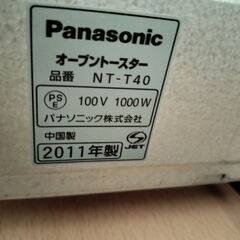 Panasonic
オーブントースター
品番 NT-T40
PS
E 100V 1000W
パナソニック株式会社
中国製
2011年製 JET